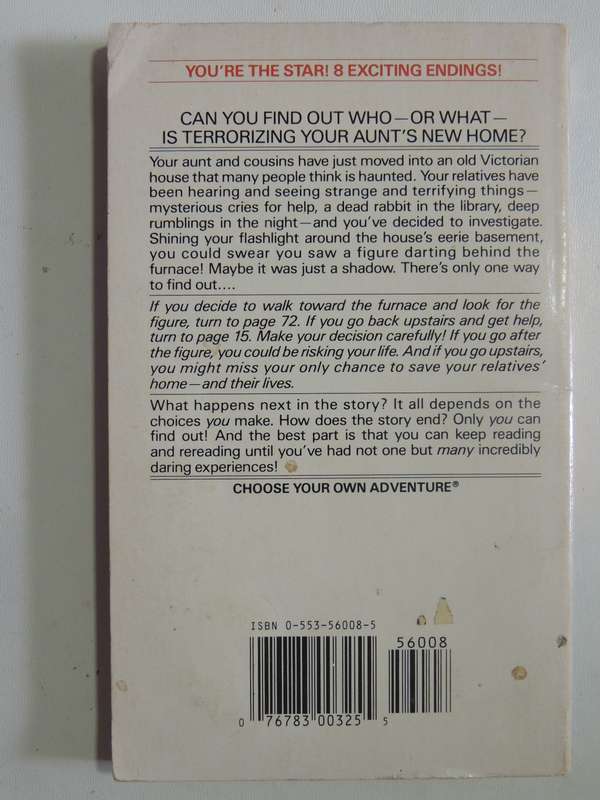 YOU'RE THE STAR! 8 EXCITING ENDINGS!
CAN YOU FIND OUT WHO—OR WHAT—
IS TERRORIZING YOUR AUNT'S NEW HOME?
Your aunt and cousins have just moved into an old Victorian
house that many people think is haunted. Your relatives have
been hearing and seeing strange and terrifying things—
mysterious cries for help, a dead rabbit in the library, deep
rumblings in the night—and you've decided to investigate.
Shining your flashlight around the house's eerie basement,
you could swear you saw a figure darting behind the
furnace! Maybe it was just a shadow. There's only one way
to find out....
If you decide to walk toward the furnace and look for the
figure, turn to page 72. If you go back upstairs and get help,
turn to page 15. Make your decision carefully! If you go after
the figure, you could be risking your life. And if you go upstairs,
you might miss your only chance to save your relatives'
home—and their lives.
What happens next in the story? It all depends on the
choices you make. How does the story end? Only you can
find out! And the best part is that you can keep reading
and rereading until you've had not one but many incredibly
daring experiences!
CHOOSE YOUR OWN ADVENTURE®
ISBN 0-553-56008-5
56008
0 76783 00325 5